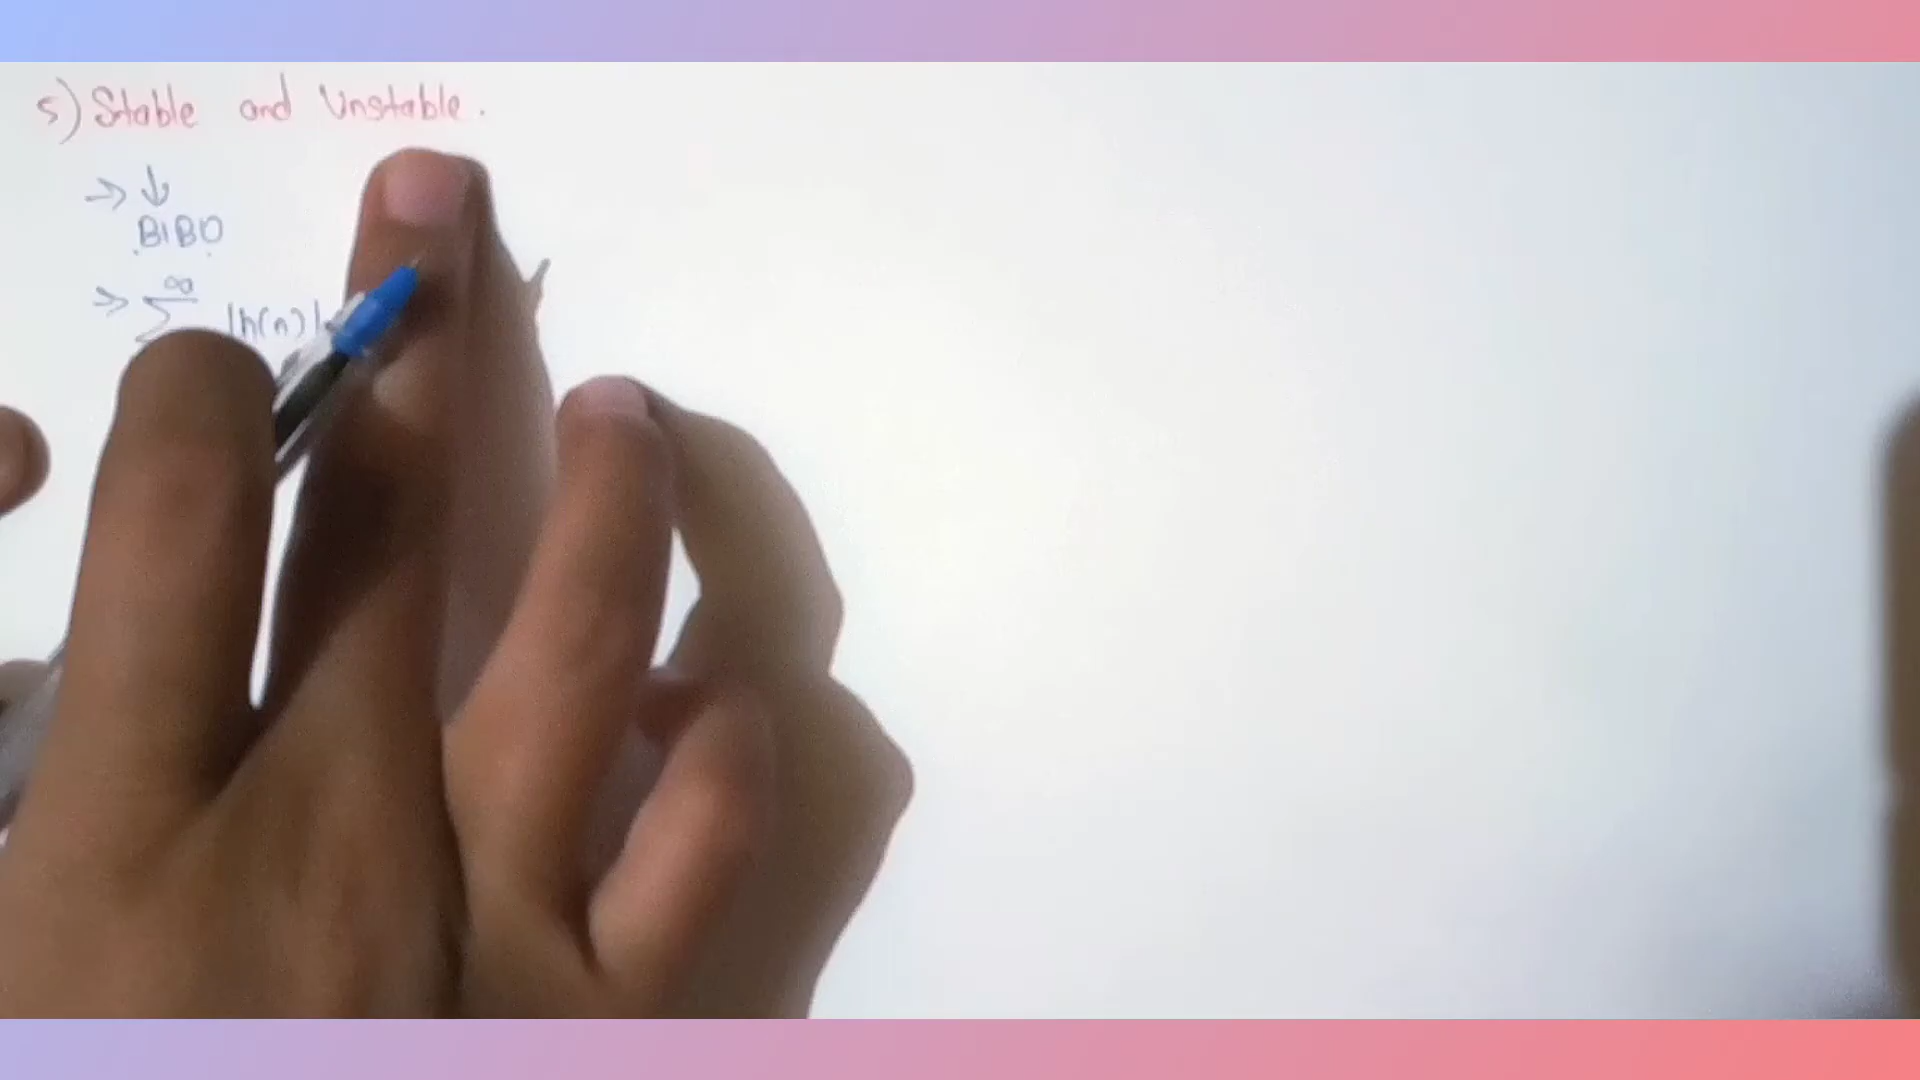 5) Stable and Unstable.
⇒ ↓
BIBO
⇒ ∑ ∞ |h(n)|